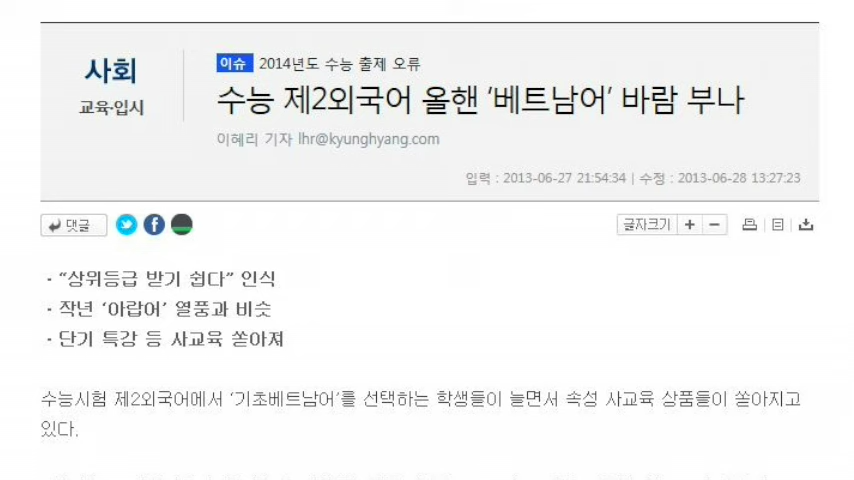 사회
교육·입시
이슈 2014년도 수능 출제 오류
수능 제2외국어 올핸 '베트남어' 바람 부나
이혜리 기자 lhr@kyunghyang.com
입력 : 2013-06-27 21:54:34 | 수정 : 2013-06-28 13:27:23
댓글
글자크기 + −
· “상위등급 받기 쉽다” 인식
· 작년 ‘아랍어’ 열풍과 비슷
· 단기 특강 등 사교육 쏟아져
수능시험 제2외국어에서 ‘기초베트남어’를 선택하는 학생들이 늘면서 속성 사교육 상품들이 쏟아지고
있다.